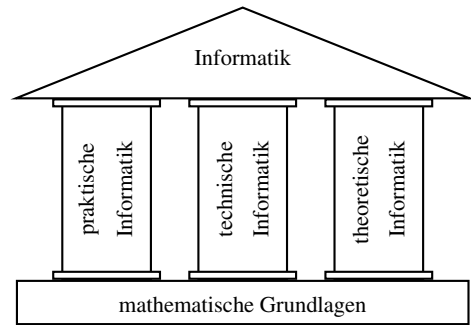 Informatik
praktische
Informatik
technische
Informatik
theoretische
Informatik
mathematische Grundlagen